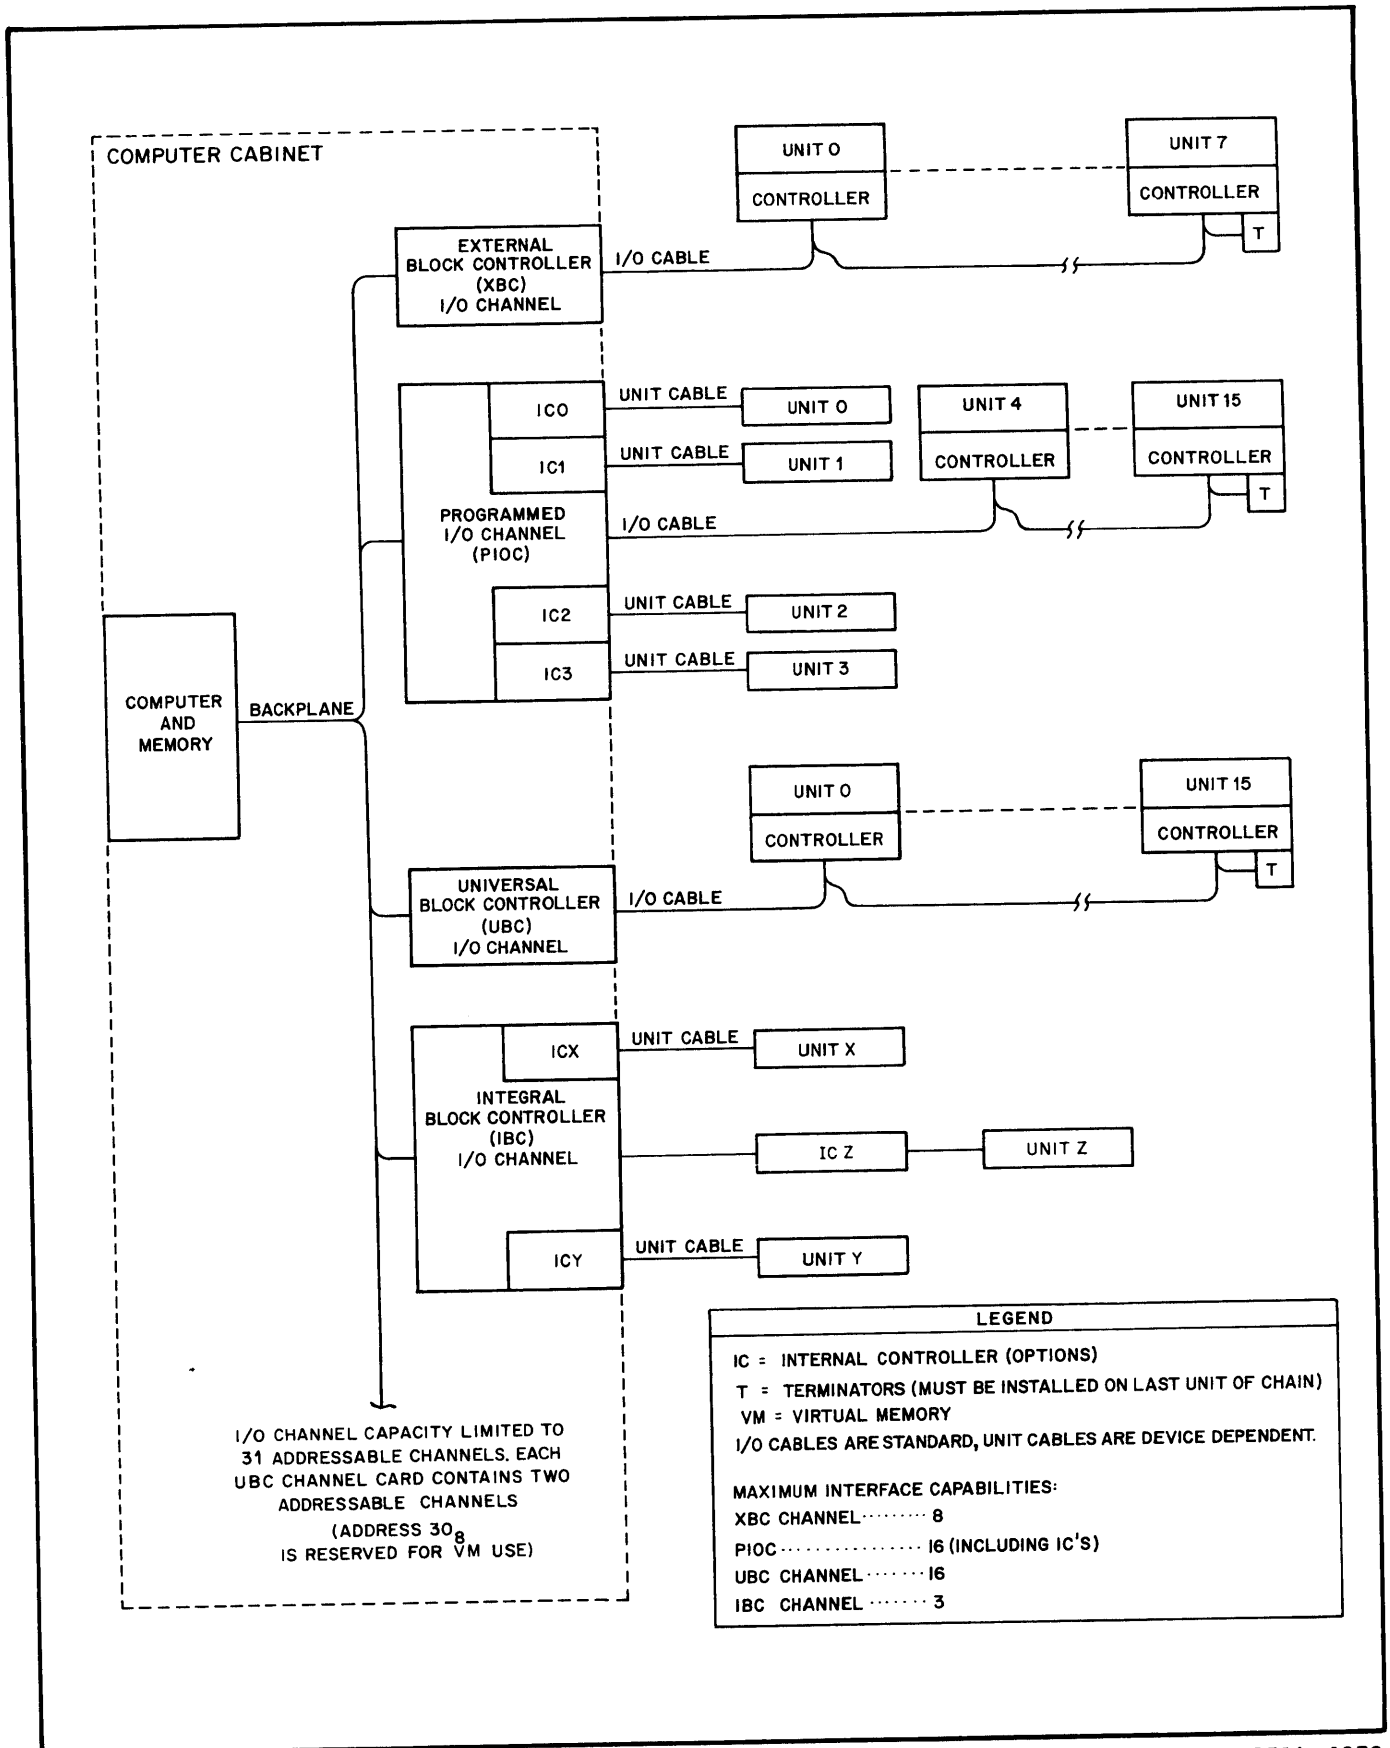 COMPUTER CABINET
EXTERNAL
BLOCK CONTROLLER
(XBC)
I/O CHANNEL
I/O CABLE
UNIT 0
CONTROLLER
UNIT 7
CONTROLLER
T
PROGRAMMED
I/O CHANNEL
(PIOC)
IC0
UNIT CABLE
UNIT 0
IC1
UNIT CABLE
UNIT 1
I/O CABLE
UNIT 4
CONTROLLER
UNIT 15
CONTROLLER
T
IC2
UNIT CABLE
UNIT 2
IC3
UNIT CABLE
UNIT 3
COMPUTER
AND
MEMORY
BACKPLANE
UNIVERSAL
BLOCK CONTROLLER
(UBC)
I/O CHANNEL
I/O CABLE
UNIT 0
CONTROLLER
UNIT 15
CONTROLLER
T
ICX
UNIT CABLE
UNIT X
INTEGRAL
BLOCK CONTROLLER
(IBC)
I/O CHANNEL
IC Z
UNIT Z
ICY
UNIT CABLE
UNIT Y
I/O CHANNEL CAPACITY LIMITED TO
31 ADDRESSABLE CHANNELS. EACH
UBC CHANNEL CARD CONTAINS TWO
ADDRESSABLE CHANNELS
(ADDRESS 30₈
IS RESERVED FOR VM USE)
LEGEND
IC = INTERNAL CONTROLLER (OPTIONS)
T = TERMINATORS (MUST BE INSTALLED ON LAST UNIT OF CHAIN)
VM = VIRTUAL MEMORY
I/O CABLES ARE STANDARD, UNIT CABLES ARE DEVICE DEPENDENT.
MAXIMUM INTERFACE CAPABILITIES:
XBC CHANNEL········· 8
PIOC················ 16 (INCLUDING IC'S)
UBC CHANNEL······· 16
IBC CHANNEL ······· 3